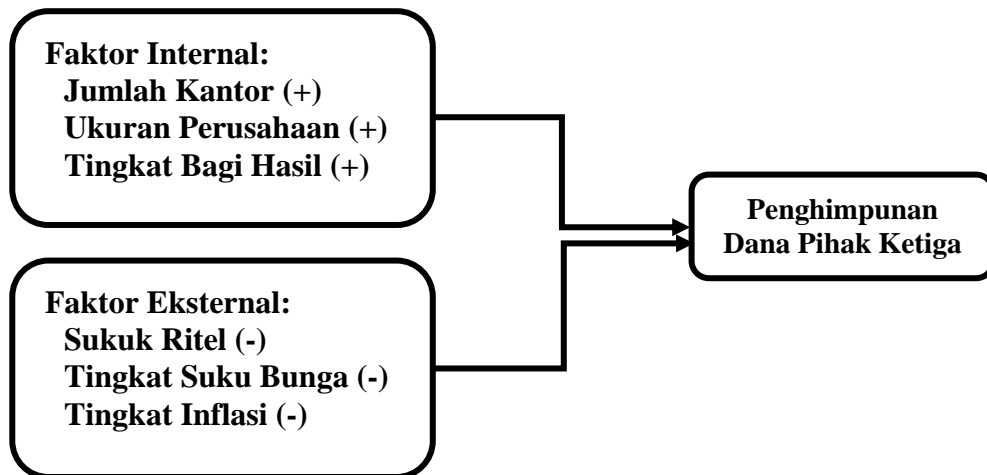 Faktor Internal:
Jumlah Kantor (+)
Ukuran Perusahaan (+)
Tingkat Bagi Hasil (+)
Penghimpunan
Dana Pihak Ketiga
Faktor Eksternal:
Sukuk Ritel (-)
Tingkat Suku Bunga (-)
Tingkat Inflasi (-)